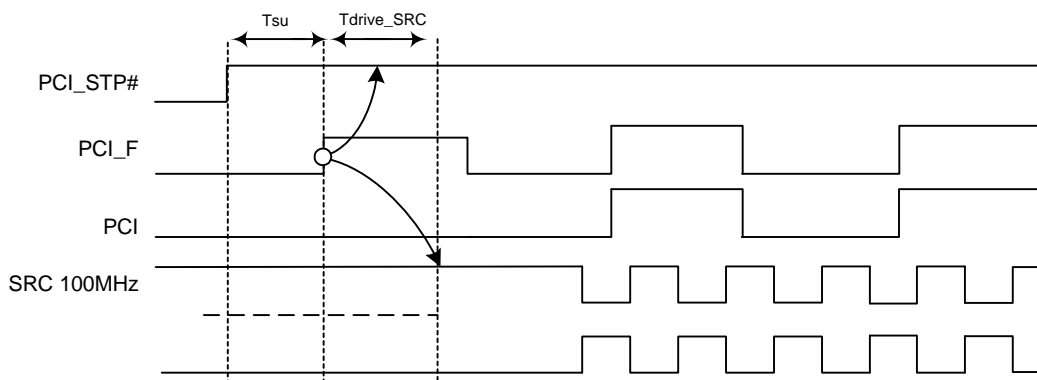 Tsu
Tdrive_SRC
PCI_STP#
PCI_F
PCI
SRC 100MHz